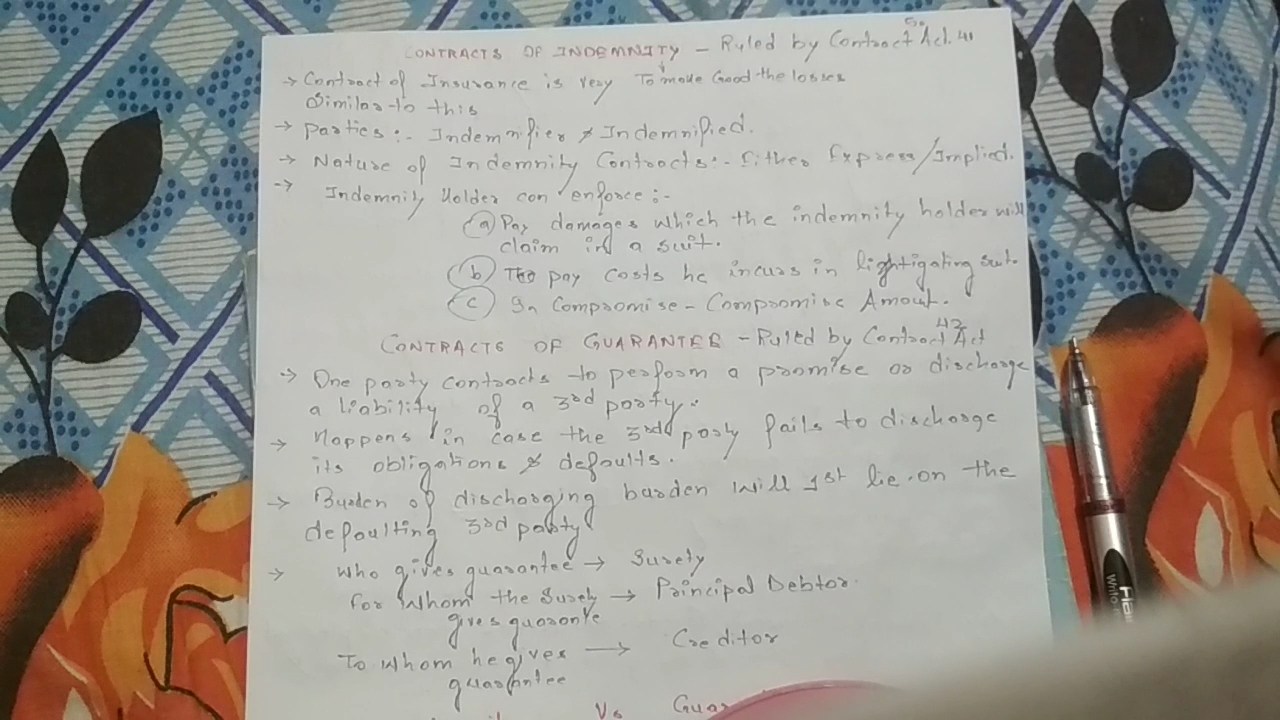 CONTRACTS OF INDEMNITY - Ruled by Contract Act.
→ Contract of Insurance is very To make Good the losses
Similar to this
→ Parties :- Indemnifier & Indemnified.
→ Nature of Indemnity Contracts :- Either Express/Implied.
→ Indemnity Holder can enforce :-
(a) Pay damages which the indemnity holder will
claim in a suit.
(b) To pay costs he incurs in lightigating suit.
(c) In Compromise - Compromise Amount.
CONTRACTS OF GUARANTEE - Ruled by Contract Act
→ One party contracts to perform a promise or discharge
a liability of a 3rd party.
→ Happens in case the 3rd party fails to discharge
its obligations & defaults.
→ Burden of discharging burden will 1st lie on the
defaulting 3rd party
→ Who gives guarantee → Surety
For Whom the Surety → Principal Debtor.
gives guarante
To Whom he gives → Creditor
guarantee
Vs Guar